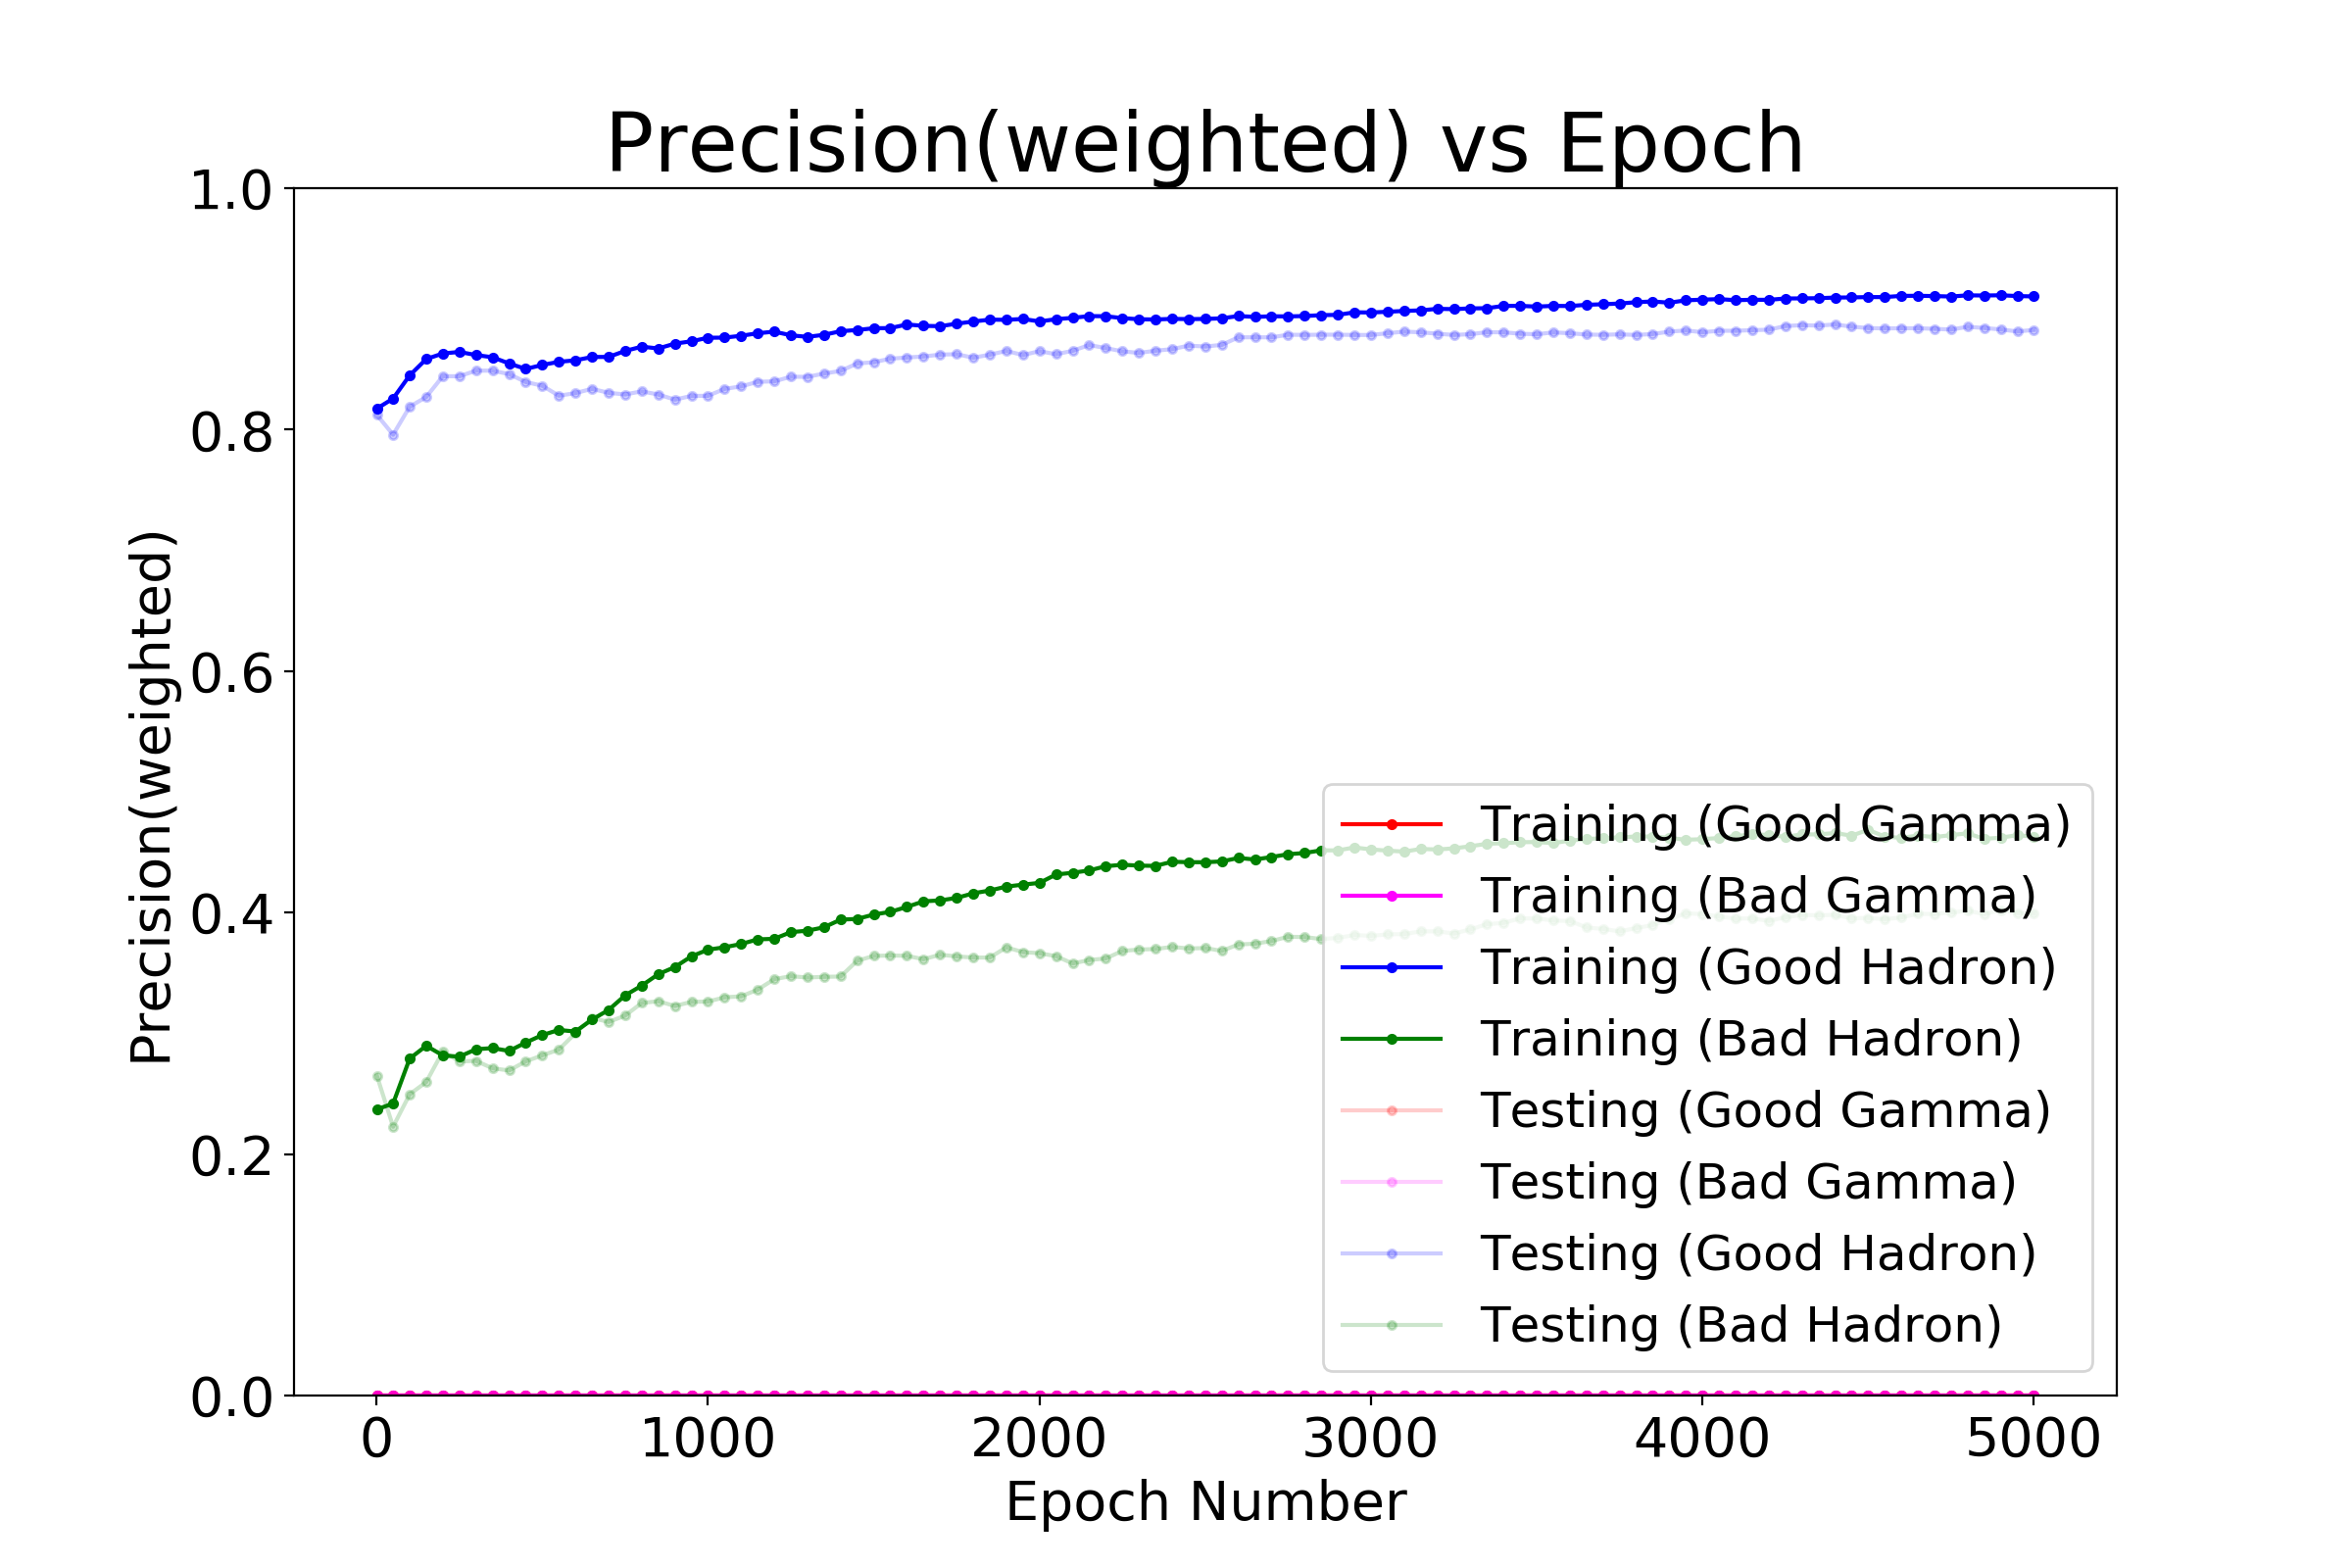 Precision(weighted) vs Epoch
1.0
0.8
0.6
0.4
0.2
0.0
Precision(weighted)
Training (Good Gamma)
Training (Bad Gamma)
Training (Good Hadron)
Training (Bad Hadron)
Testing (Good Gamma)
Testing (Bad Gamma)
Testing (Good Hadron)
Testing (Bad Hadron)
0 1000 2000 3000 4000 5000
Epoch Number